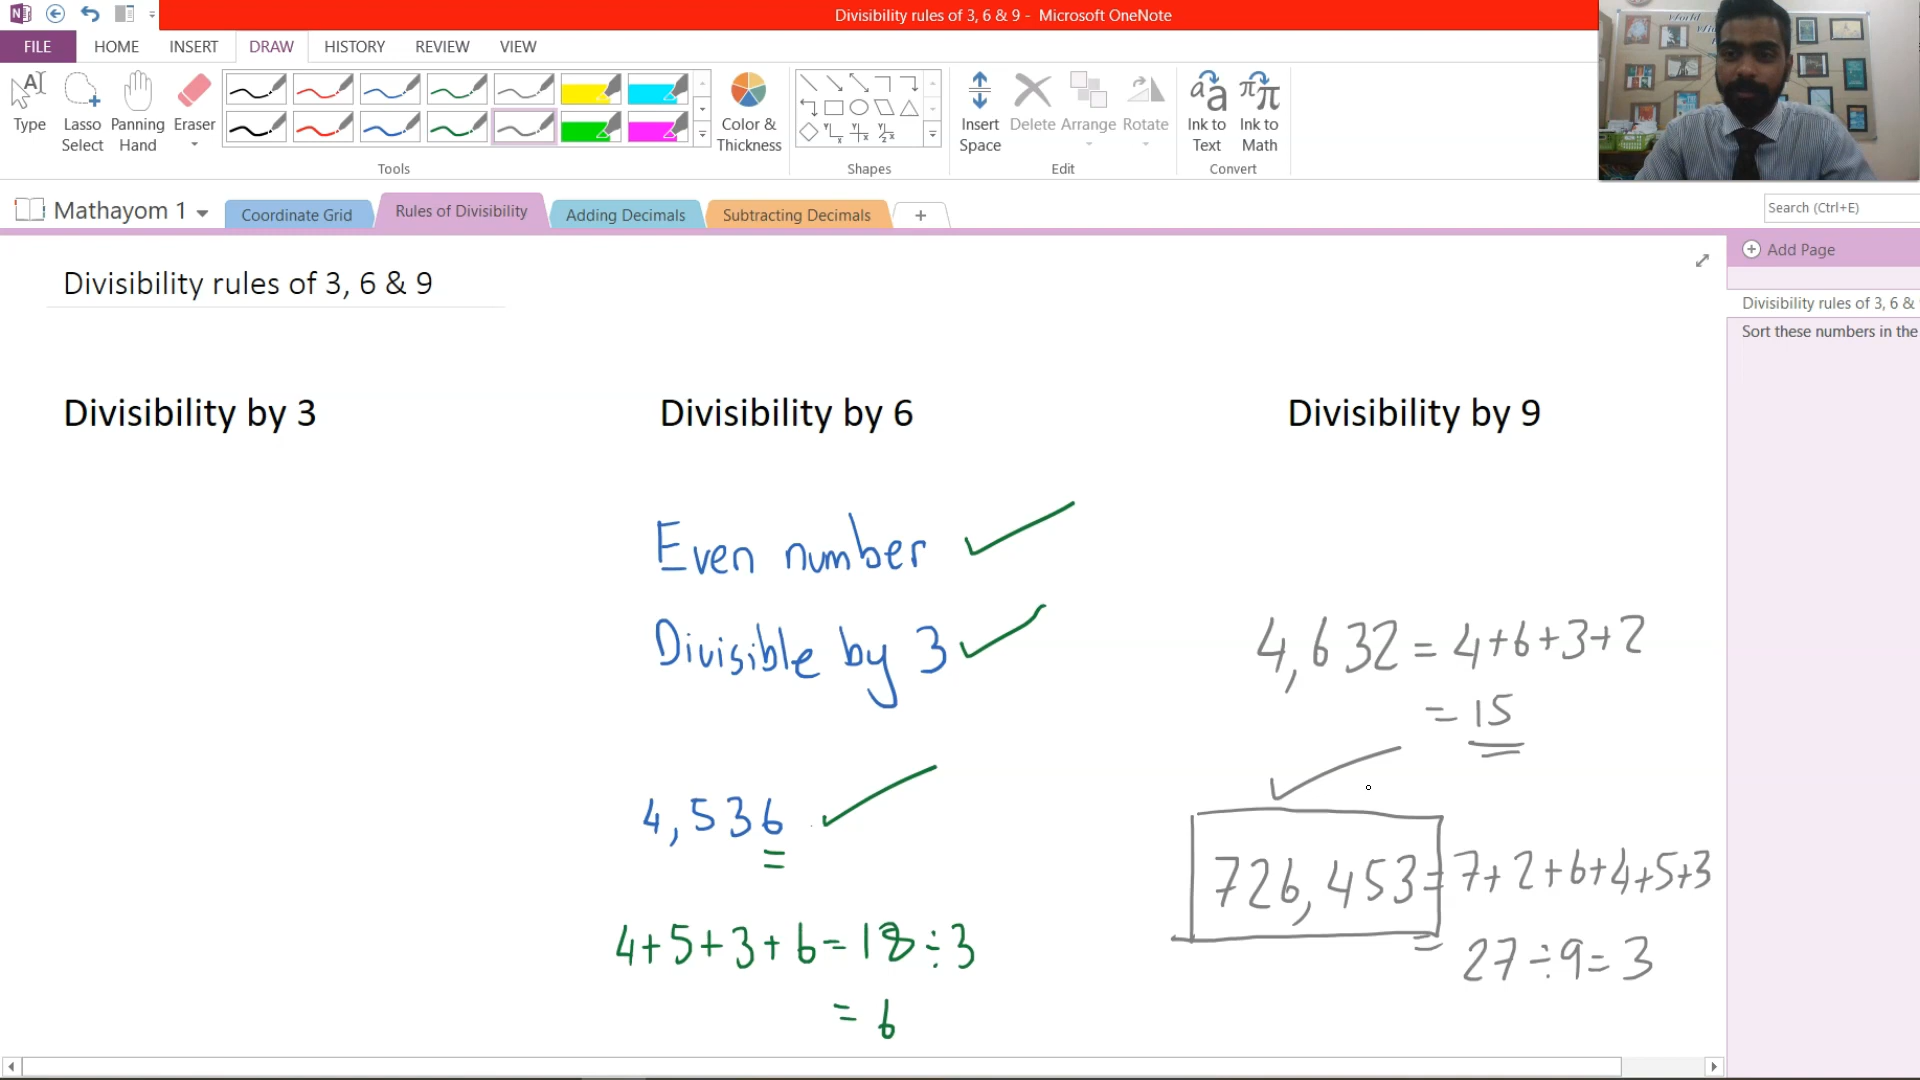 Divisibility rules of 3, 6 & 9 - Microsoft OneNote
FILE HOME INSERT DRAW HISTORY REVIEW VIEW
Type
Lasso Select
Panning Hand
Eraser
Color & Thickness
Insert Space
Delete
Arrange
Rotate
Ink to Text
Ink to Math
Tools
Shapes
Edit
Convert
Mathayom 1
Coordinate Grid
Rules of Divisibility
Adding Decimals
Subtracting Decimals
+
Search (Ctrl+E)
Add Page
Divisibility rules of 3, 6 &
Sort these numbers in the
Divisibility rules of 3, 6 & 9
Divisibility by 3
Divisibility by 6
Even number ✓
Divisible by 3 ✓
4,536 ✓
4+5+3+6=18÷3
= 6
Divisibility by 9
4,632 = 4+6+3+2
= 15
✓
726,453= 7+2+6+4+5+3
= 27÷9=3